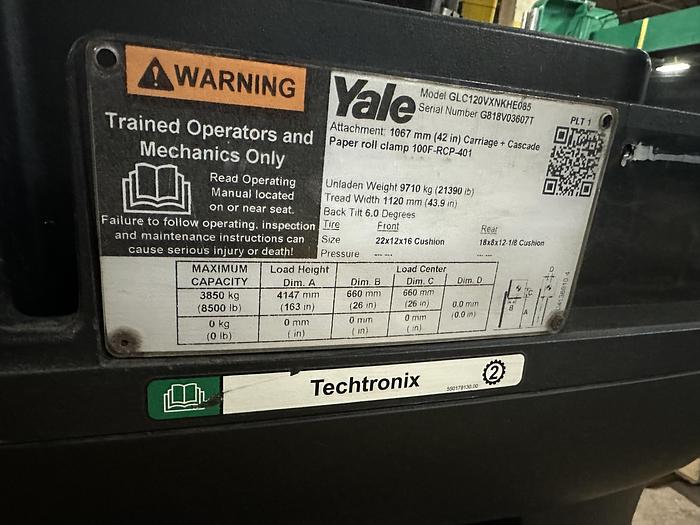 WARNING
Trained Operators and
Mechanics Only
Read Operating
Manual located
on or near seat.
Failure to follow operating, inspection
and maintenance instructions can
cause serious injury or death!
Yale
Model GLC120VXNKHE085
Serial Number G818V03607T
PLT 1
Attachment: 1067 mm (42 in) Carriage + Cascade
Paper roll clamp 100F-RCP-401
Unladen Weight 9710 kg (21390 lb)
Tread Width 1120 mm (43.9 in)
Back Tilt 6.0 Degrees
Tire Front Rear
Size 22x12x16 Cushion 18x8x12-1/8 Cushion
Pressure --- --- --- ---
MAXIMUM CAPACITY Load Height Dim. A Load Center Dim. B Dim. C Dim. D
3850 kg 4147 mm 660 mm 660 mm 0.0 mm
(8500 lb) (163 in) (26 in) (26 in) (0.0 in)
0 kg 0 mm 0 mm 0 mm
(0 lb) ( in) ( in) ( in)
D
C
B
A
Techtronix
2
550178130.00